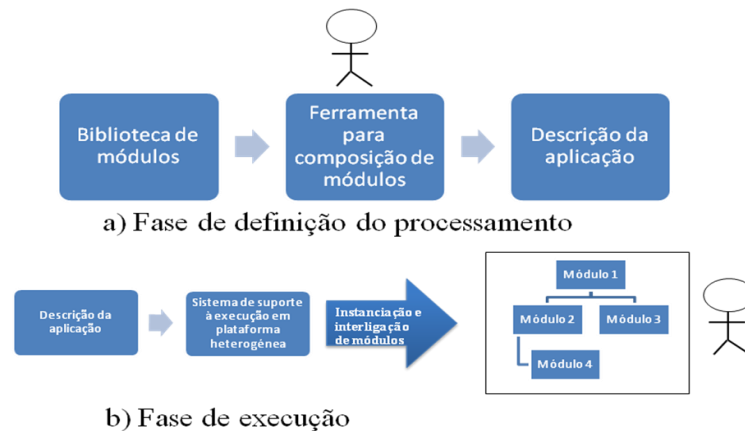 Biblioteca de
módulos
Ferramenta
para
composição de
módulos
Descrição da
aplicação
a) Fase de definição do processamento
Descrição da
aplicação
Sistema de suporte
à execução em
plataforma
heterogénea
Instanciação e
interligação
de módulos
Módulo 1
Módulo 2
Módulo 3
Módulo 4
b) Fase de execução